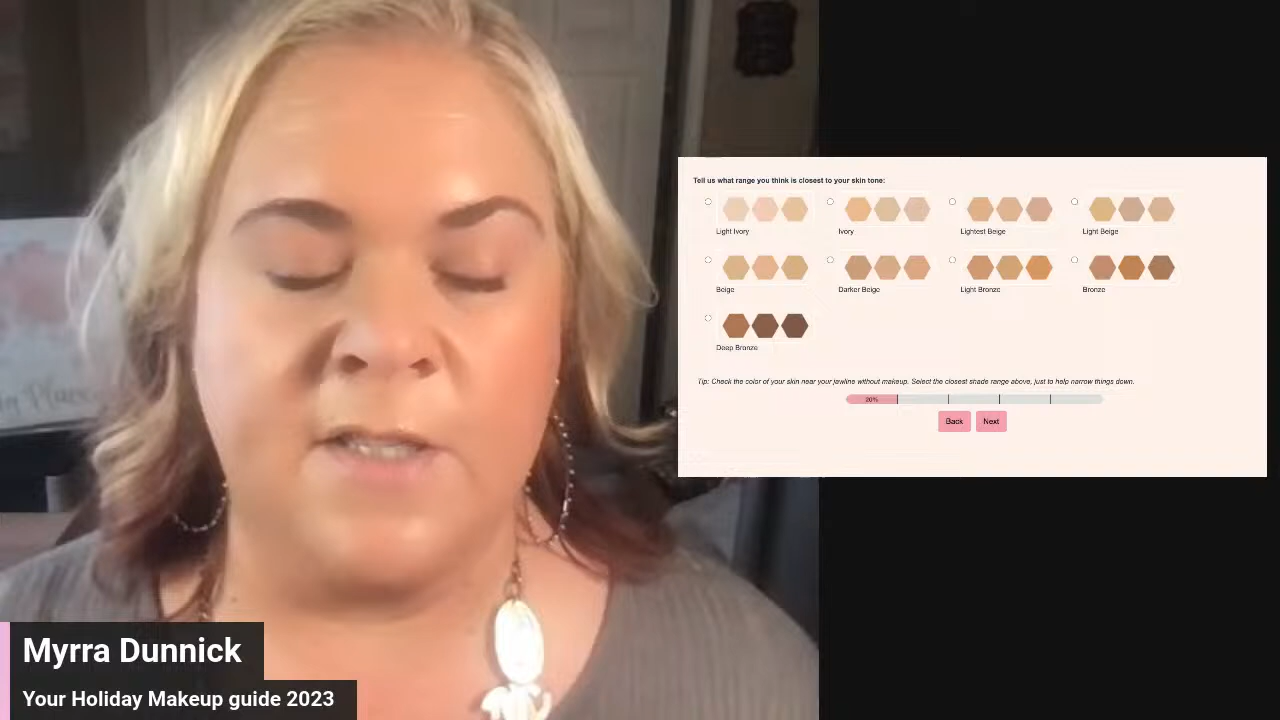 Tell us what range you think is closest to your skin tone:
Light Ivory
Ivory
Lightest Beige
Light Beige
Beige
Darker Beige
Light Bronze
Bronze
Deep Bronze
Tip: Check the color of your skin near your jawline without makeup. Select the closest shade range above, just to help narrow things down.
20%
Back
Next
Place
Myrra Dunnick
Your Holiday Makeup guide 2023